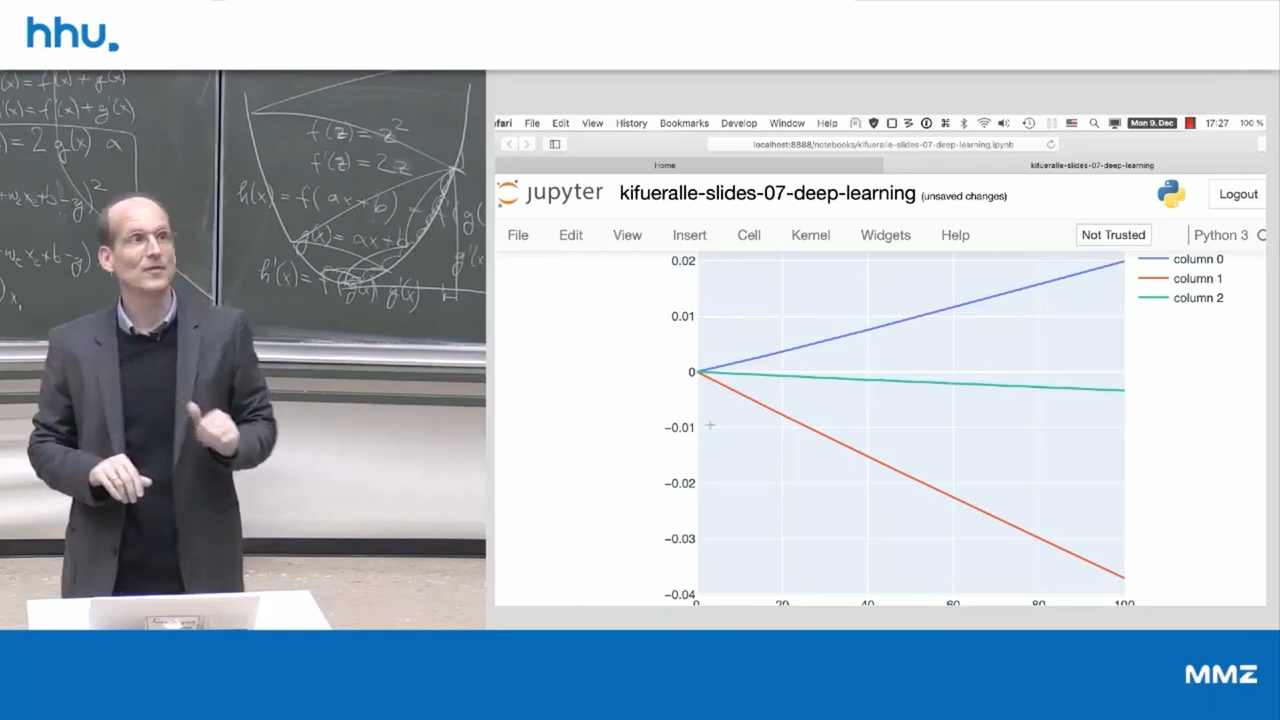 hhu.
f(x) + g(x)
f'(x) + g'(x)
= 2 g(x) a
f(z) = z²
f'(z) = 2z
h(x) = f( ax + b )
g(x) = ax + b
h'(x) =
g'(x)
File Edit View History Bookmarks Develop Window Help Mon 9. Dec 17:27 100 %
localhost:8888/notebooks/kifueralle-slides-07-deep-learning.ipynb
Home kifueralle-slides-07-deep-learning
jupyter kifueralle-slides-07-deep-learning (unsaved changes) Logout
File Edit View Insert Cell Kernel Widgets Help Not Trusted Python 3
0.02
0.01
0
−0.01
−0.02
−0.03
−0.04
0 20 40 60 80 100
column 0
column 1
column 2
MMZ